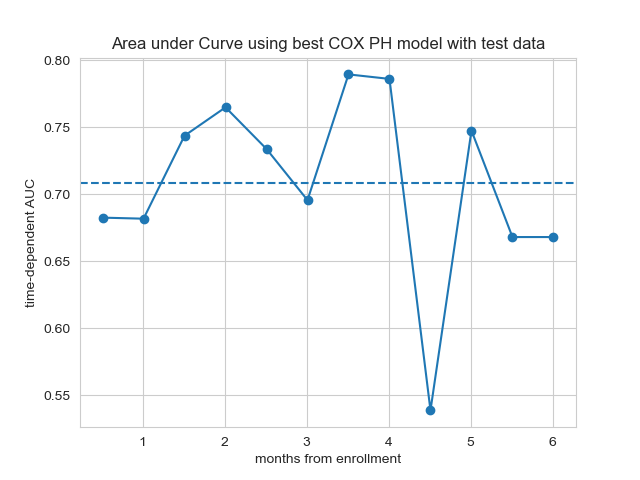 Area under Curve using best COX PH model with test data
time-dependent AUC
0.80
0.75
0.70
0.65
0.60
0.55
1 2 3 4 5 6
months from enrollment